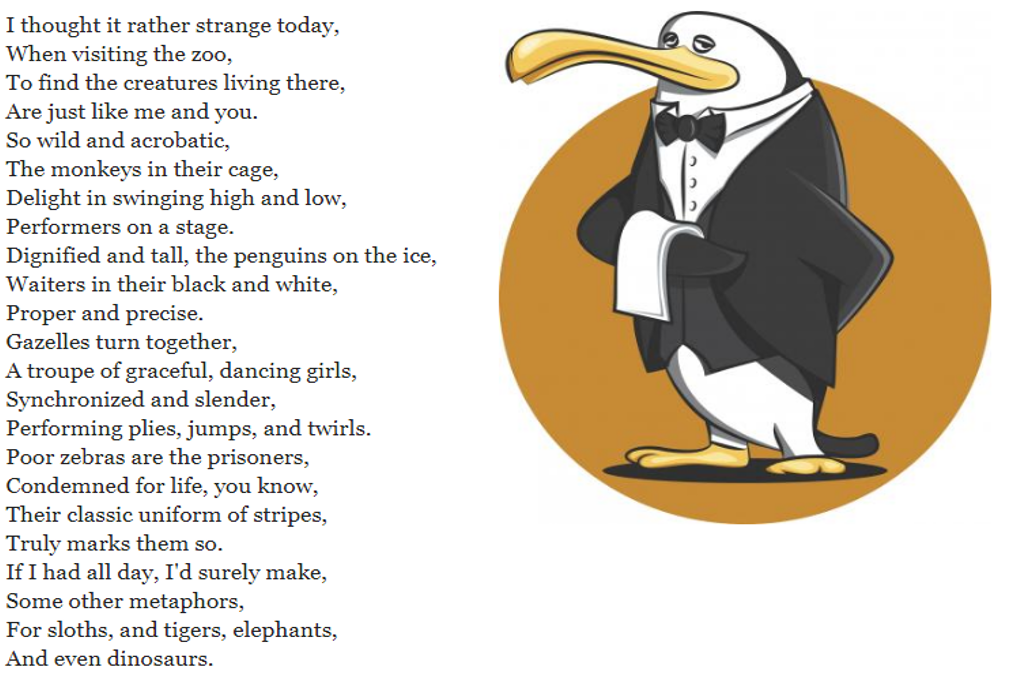 I thought it rather strange today,
When visiting the zoo,
To find the creatures living there,
Are just like me and you.
So wild and acrobatic,
The monkeys in their cage,
Delight in swinging high and low,
Performers on a stage.
Dignified and tall, the penguins on the ice,
Waiters in their black and white,
Proper and precise.
Gazelles turn together,
A troupe of graceful, dancing girls,
Synchronized and slender,
Performing plies, jumps, and twirls.
Poor zebras are the prisoners,
Condemned for life, you know,
Their classic uniform of stripes,
Truly marks them so.
If I had all day, I'd surely make,
Some other metaphors,
For sloths, and tigers, elephants,
And even dinosaurs.